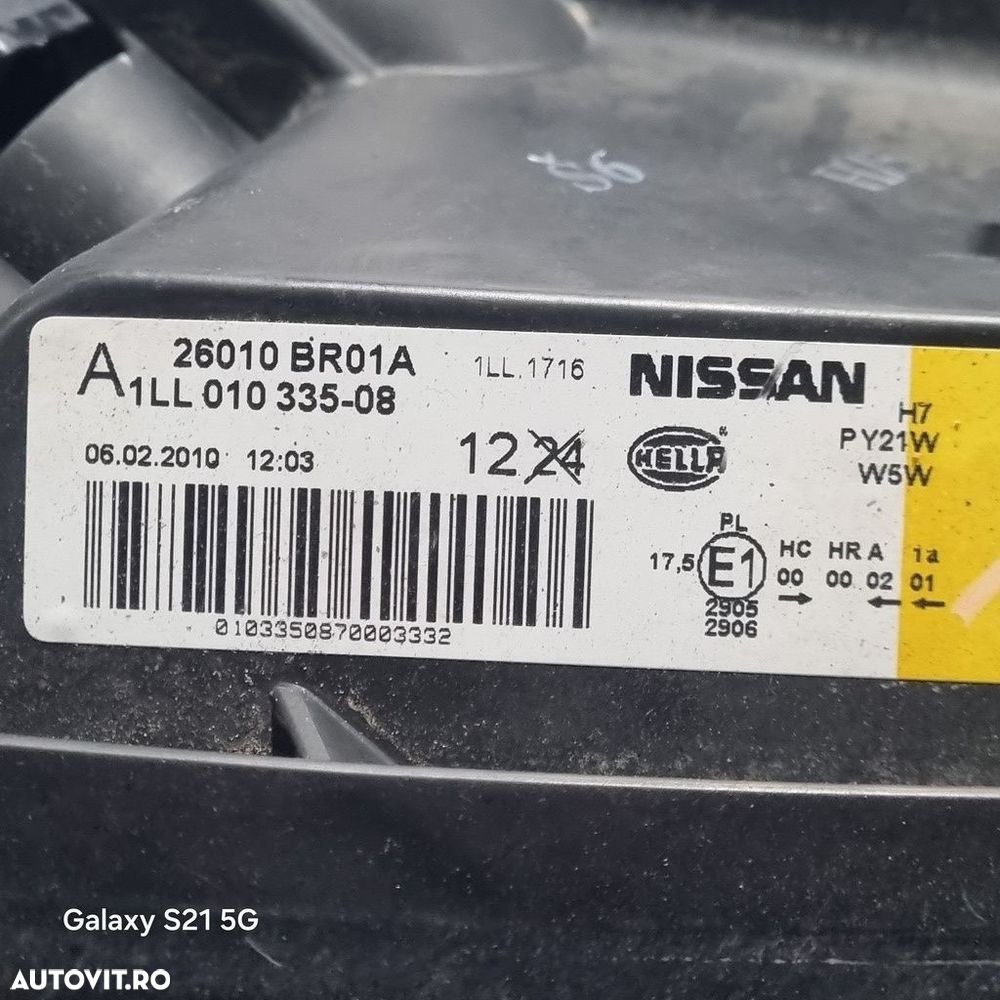 A 26010 BR01A
1LL 010 335-08
1LL.1716
NISSAN
H7
PY21W
W5W
06.02.2010 12:03
12 24
HELLA
PL
17,5 E1 HC HR A 1a
00 00 02 01
2905
2906
0103350870003332
Galaxy S21 5G
AUTOVIT.RO